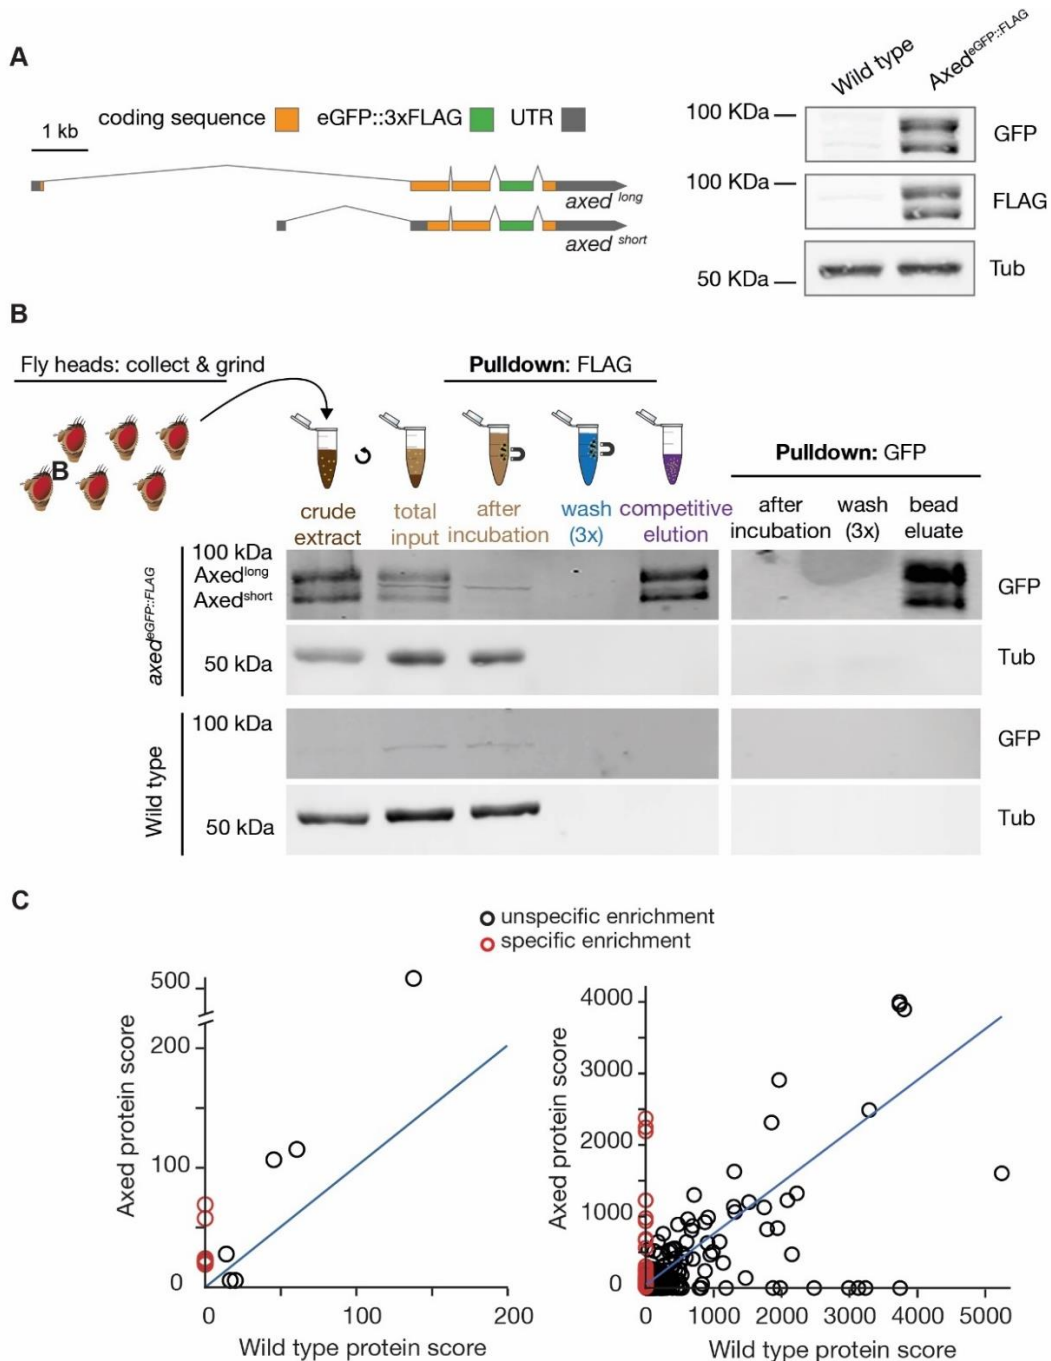 A
coding sequence eGFP::3xFLAG UTR
1 kb
axed long
axed short
Wild type
Axed eGFP::FLAG
100 KDa
GFP
100 KDa
FLAG
50 KDa
Tub
B
Fly heads: collect & grind
Pulldown: FLAG
B
Pulldown: GFP
crude extract
total input
after incubation
wash (3x)
competitive elution
after incubation
wash (3x)
bead eluate
axed eGFP::FLAG
100 kDa
Axed long
Axed short
GFP
50 kDa
Tub
Wild type
100 kDa
GFP
50 kDa
Tub
C
unspecific enrichment
specific enrichment
Axed protein score
500
200
100
0
0 100 200
Wild type protein score
Axed protein score
4000
3000
2000
1000
0
0 1000 2000 3000 4000 5000
Wild type protein score